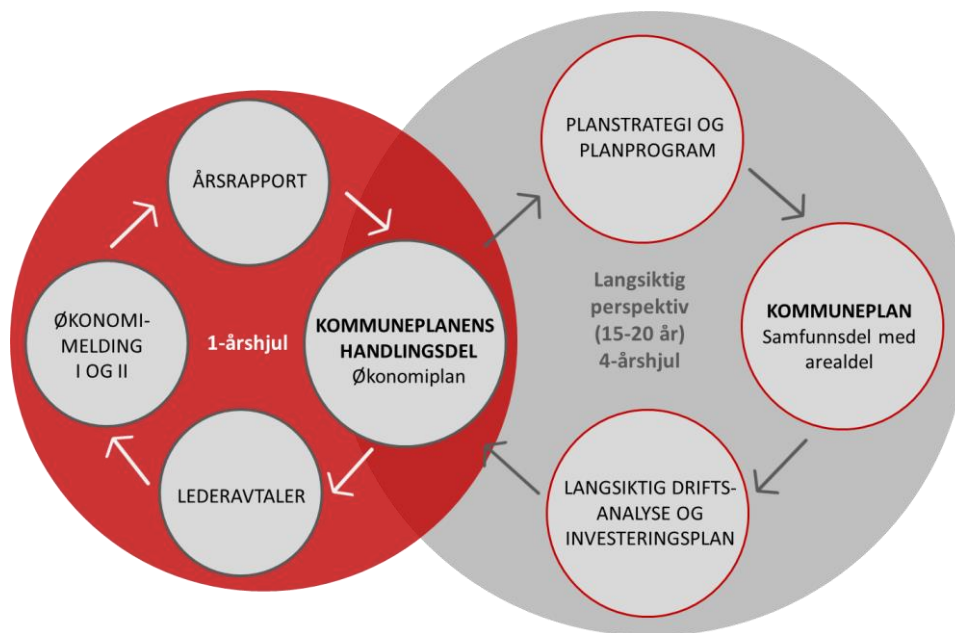 ÅRSRAPPORT
ØKONOMI-
MELDING
I OG II
1-årshjul
KOMMUNEPLANENS
HANDLINGSDEL
Økonomiplan
LEDERAVTALER
PLANSTRATEGI OG
PLANPROGRAM
Langsiktig
perspektiv
(15-20 år)
4-årshjul
KOMMUNEPLAN
Samfunnsdel med
arealdel
LANGSIKTIG DRIFTS-
ANALYSE OG
INVESTERINGSPLAN